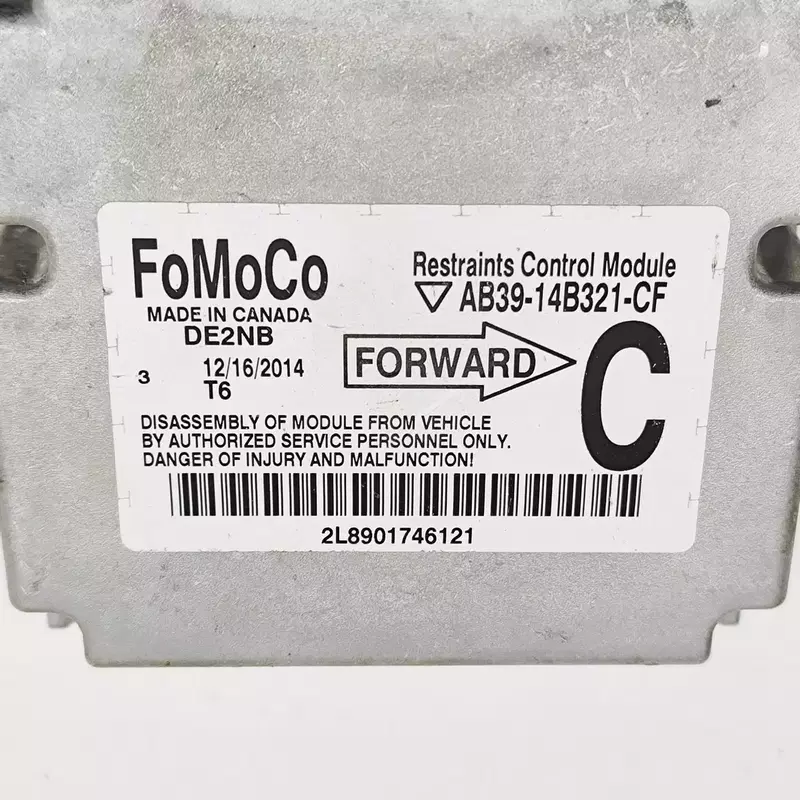 FoMoCo
MADE IN CANADA
DE2NB
3 12/16/2014
T6
Restraints Control Module
AB39-14B321-CF
FORWARD
C
DISASSEMBLY OF MODULE FROM VEHICLE
BY AUTHORIZED SERVICE PERSONNEL ONLY.
DANGER OF INJURY AND MALFUNCTION!
2L8901746121